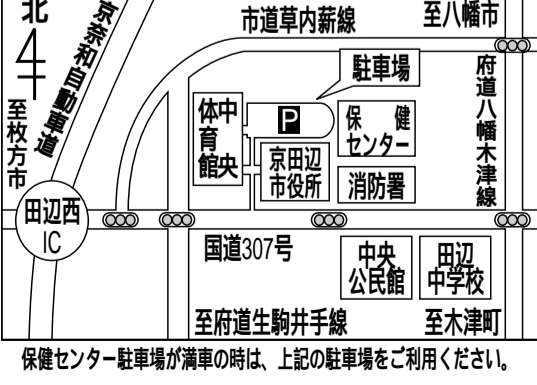 北
京奈和自動車道
至枚方市
市道草内薪線
至八幡市
駐車場
府道八幡木津線
中央
体育館
P
保健
センター
京田辺
市役所
消防署
田辺西
IC
国道307号
中央
公民館
田辺
中学校
至府道生駒井手線
至木津町
保健センター駐車場が満車の時は、上記の駐車場をご利用ください。